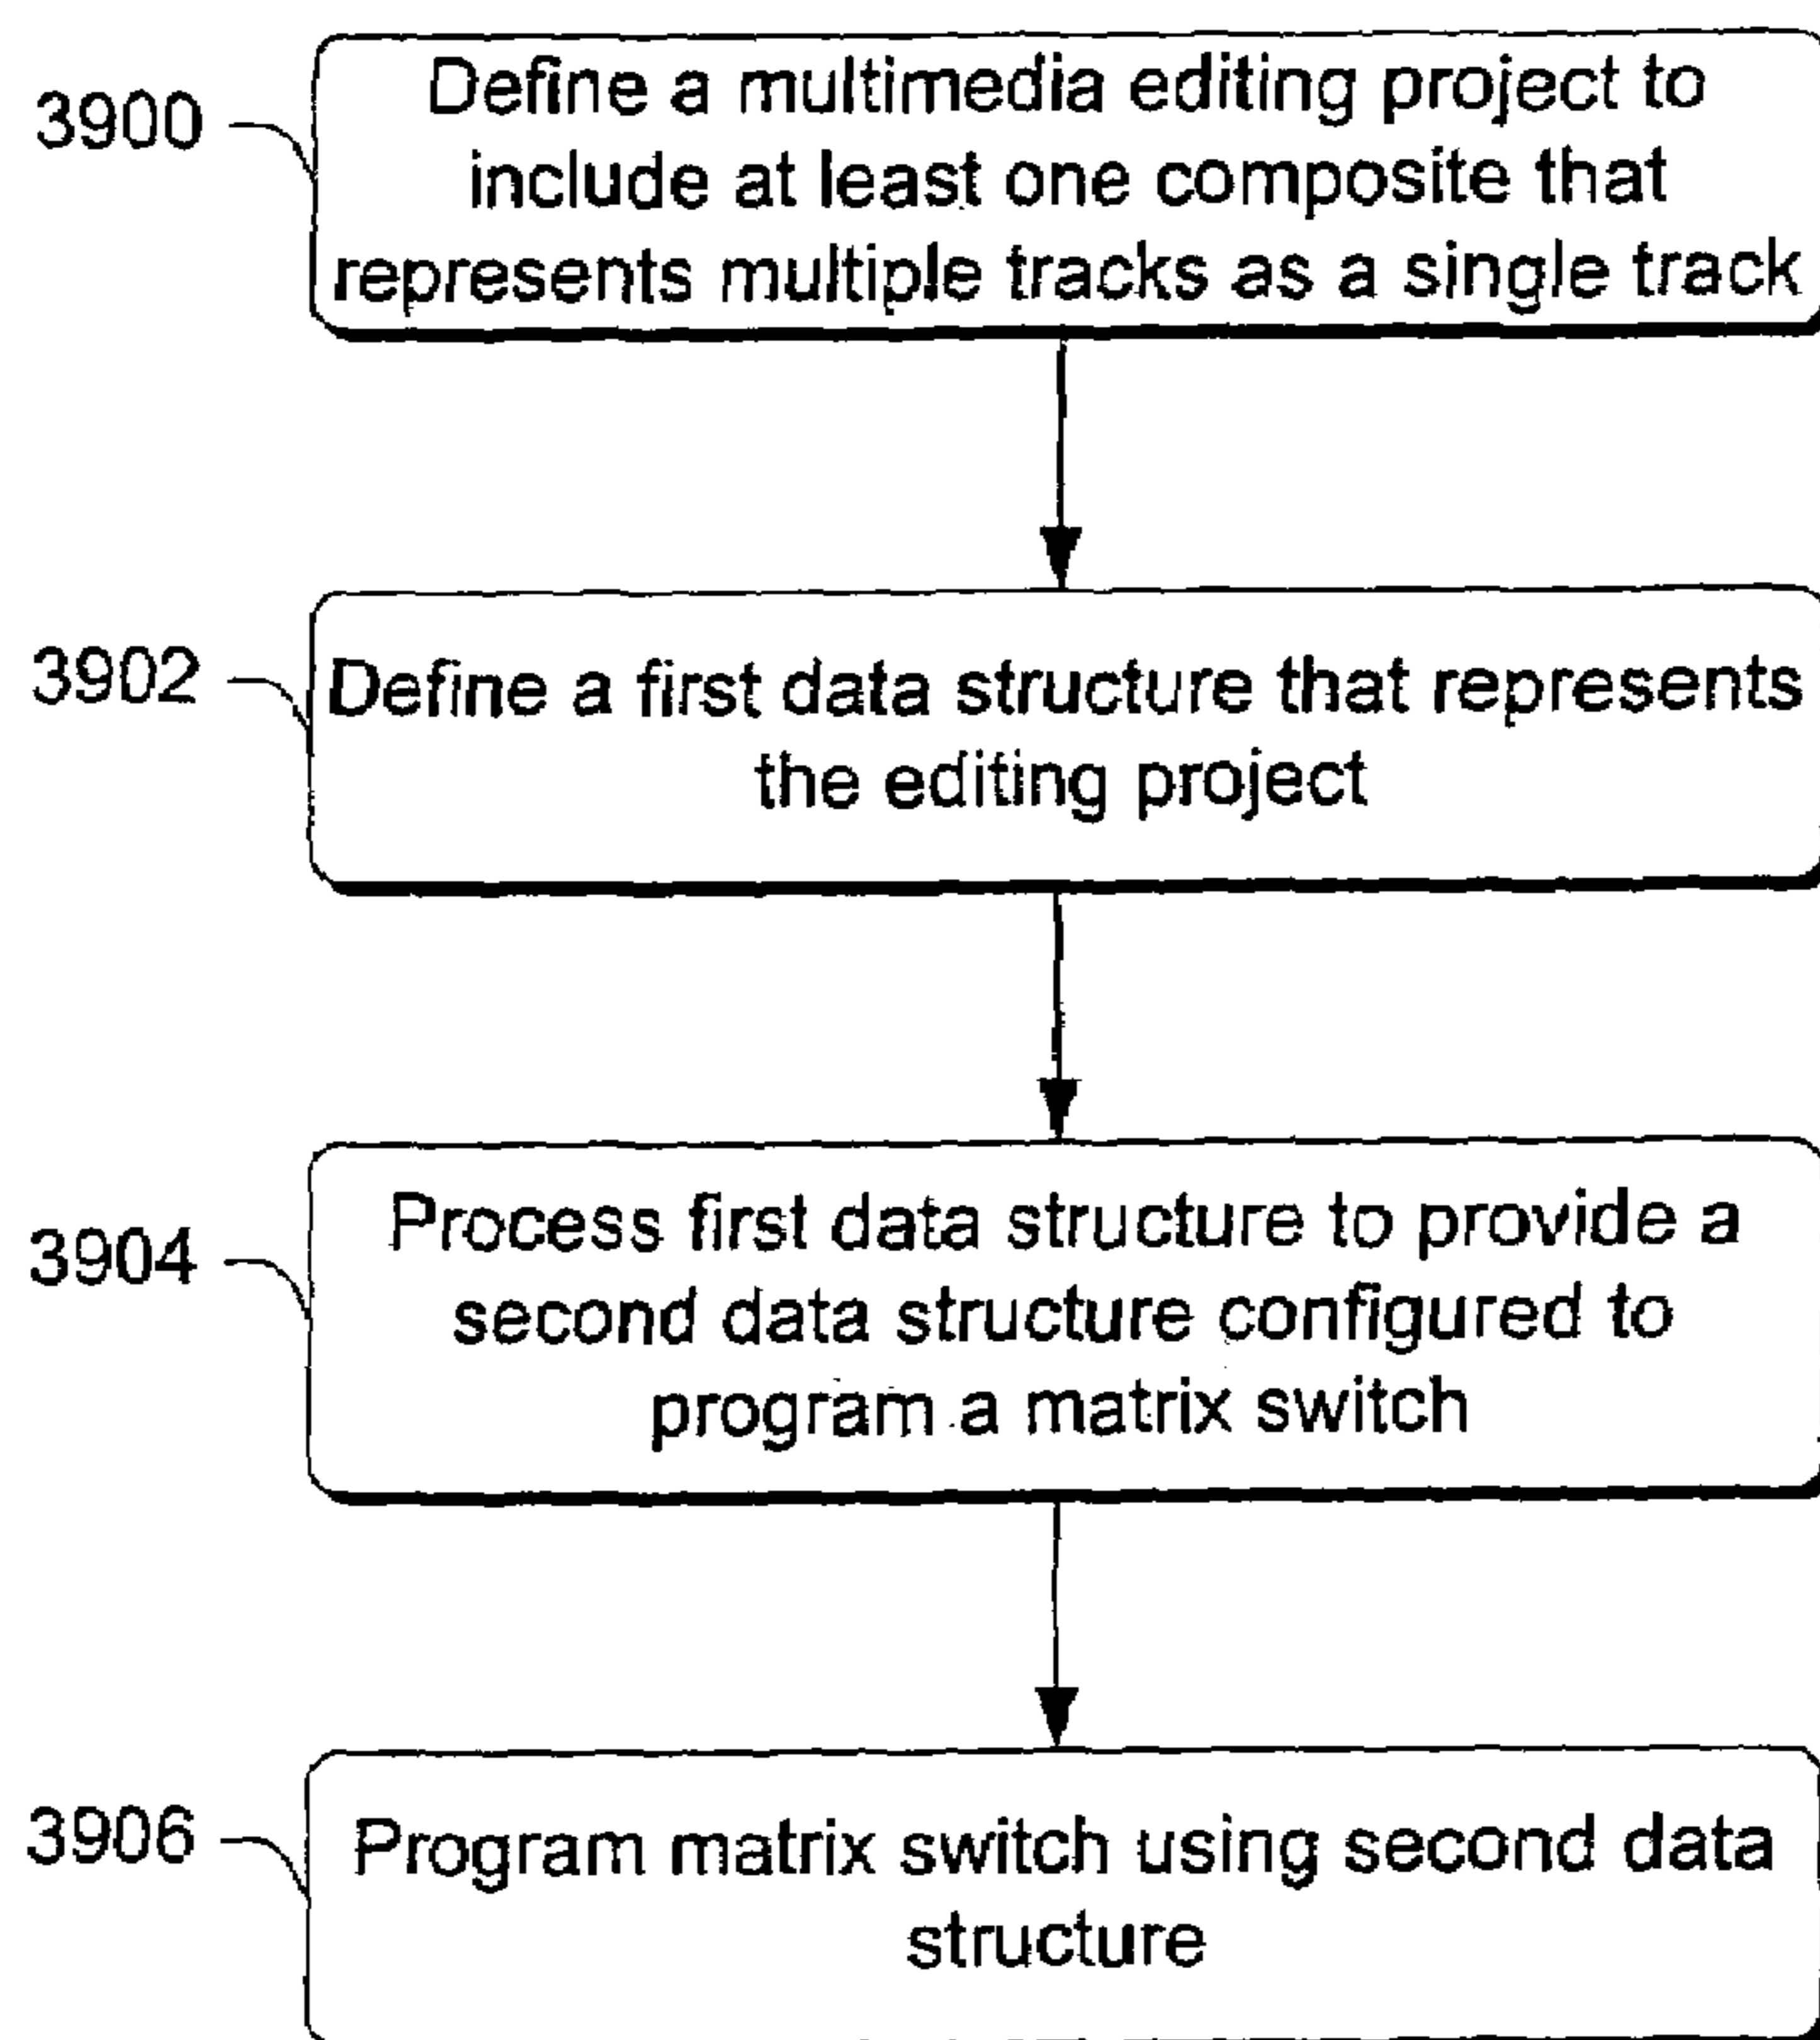 3900
Define a multimedia editing project to
include at least one composite that
represents multiple tracks as a single track
3902
Define a first data structure that represents
the editing project
3904
Process first data structure to provide a
second data structure configured to
program a matrix switch
3906
Program matrix switch using second data
structure